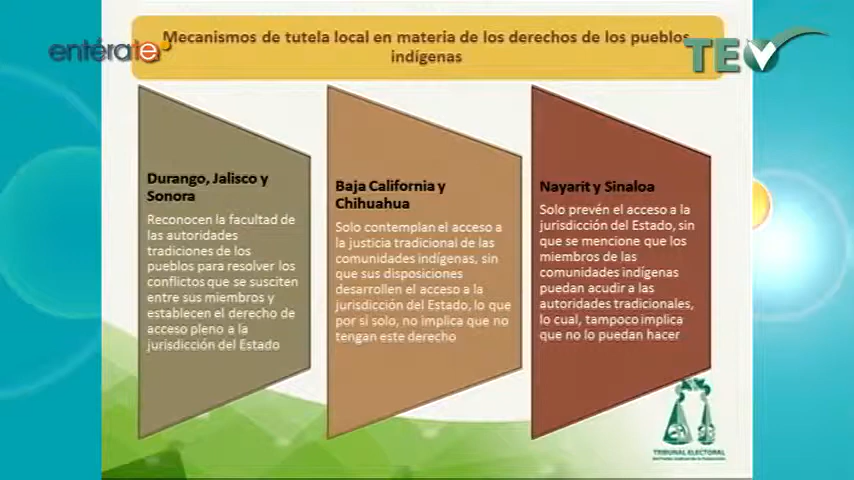 Mecanismos de tutela local en materia de los derechos de los pueblos
indígenas
entérate
TEV
Durango, Jalisco y
Sonora
Reconocen la facultad de
las autoridades
tradiciones de los
pueblos para resolver los
conflictos que se susciten
entre sus miembros y
establecen el derecho de
acceso pleno a la
jurisdicción del Estado
Baja California y
Chihuahua
Solo contemplan el acceso a
la justicia tradicional de las
comunidades indígenas, sin
que sus disposiciones
desarrollen el acceso a la
jurisdicción del Estado, lo que
por si solo, no implica que no
tengan este derecho
Nayarit y Sinaloa
Solo prevén el acceso a la
jurisdicción del Estado, sin
que se mencione que los
miembros de las
comunidades indígenas
puedan acudir a las
autoridades tradicionales,
lo cual, tampoco implica
que no lo puedan hacer
TRIBUNAL ELECTORAL